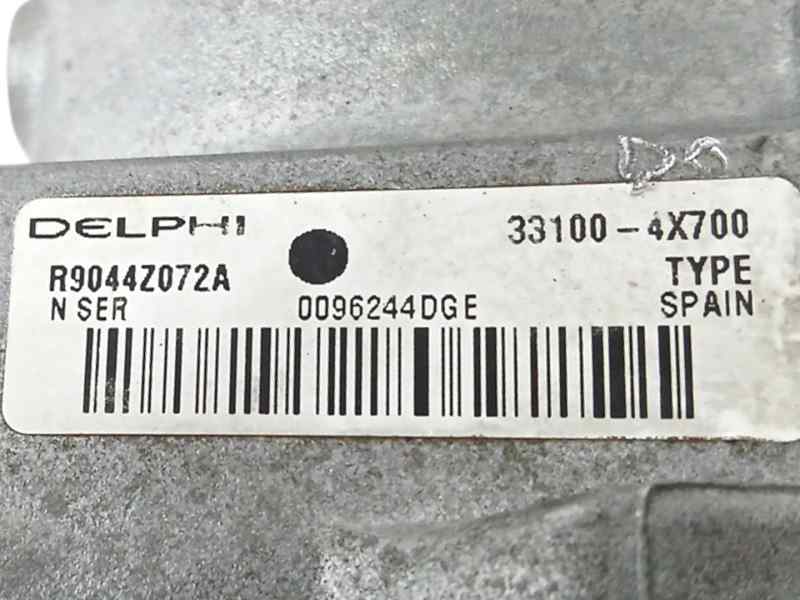 DELPHI 33100-4X700
R9044Z072A TYPE
N SER 0096244DGE SPAIN